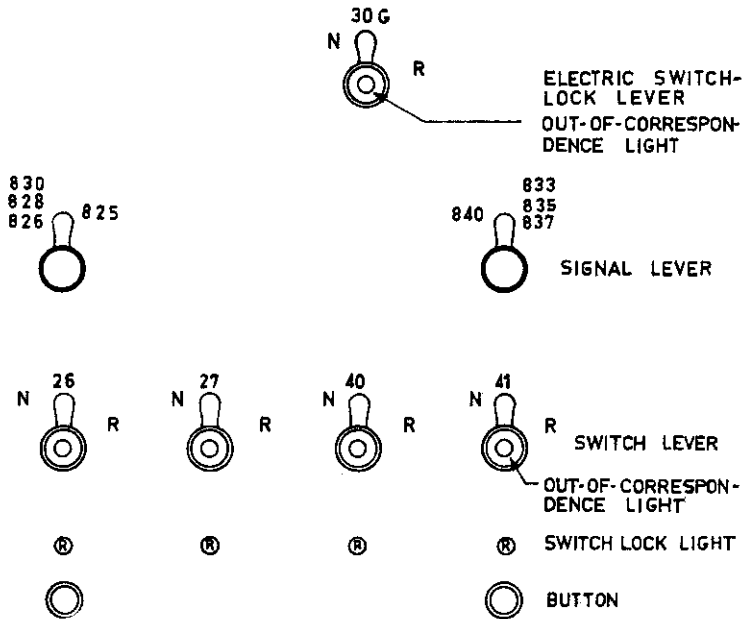 30 G
N
R
ELECTRIC SWITCH-
LOCK LEVER
OUT-OF-CORRESPON-
DENCE LIGHT
830
828
826
825
840
833
835
837
SIGNAL LEVER
N 26 R
N 27 R
N 40 R
N 41 R
SWITCH LEVER
OUT-OF-CORRESPON-
DENCE LIGHT
R R R R SWITCH LOCK LIGHT
BUTTON